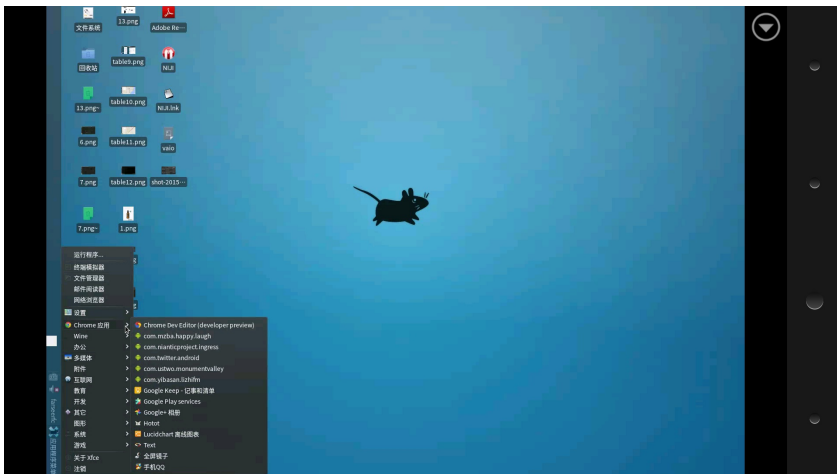 文件系统
13.png
Adobe Re…
回收站
table9.png
NIJI
13.png~
table10.png
NIJI.lnk
6.png
table11.png
vaio
7.png
table12.png
shot-2015-…
7.png~
1.png
运行程序...
终端模拟器
文件管理器
邮件阅读器
网络浏览器
设置
Chrome 应用
Wine
办公
多媒体
附件
互联网
教育
开发
其它
图形
系统
游戏
关于 Xfce
注销
Chrome Dev Editor (developer preview)
com.mzba.happy.laugh
com.nianticproject.ingress
com.twitter.android
com.ustwo.monumentvalley
com.yibasan.lizhifm
Google Keep - 记事和清单
Google Play services
Google+ 相册
Hotot
Lucidchart 离线图表
Text
全屏镜子
手机QQ